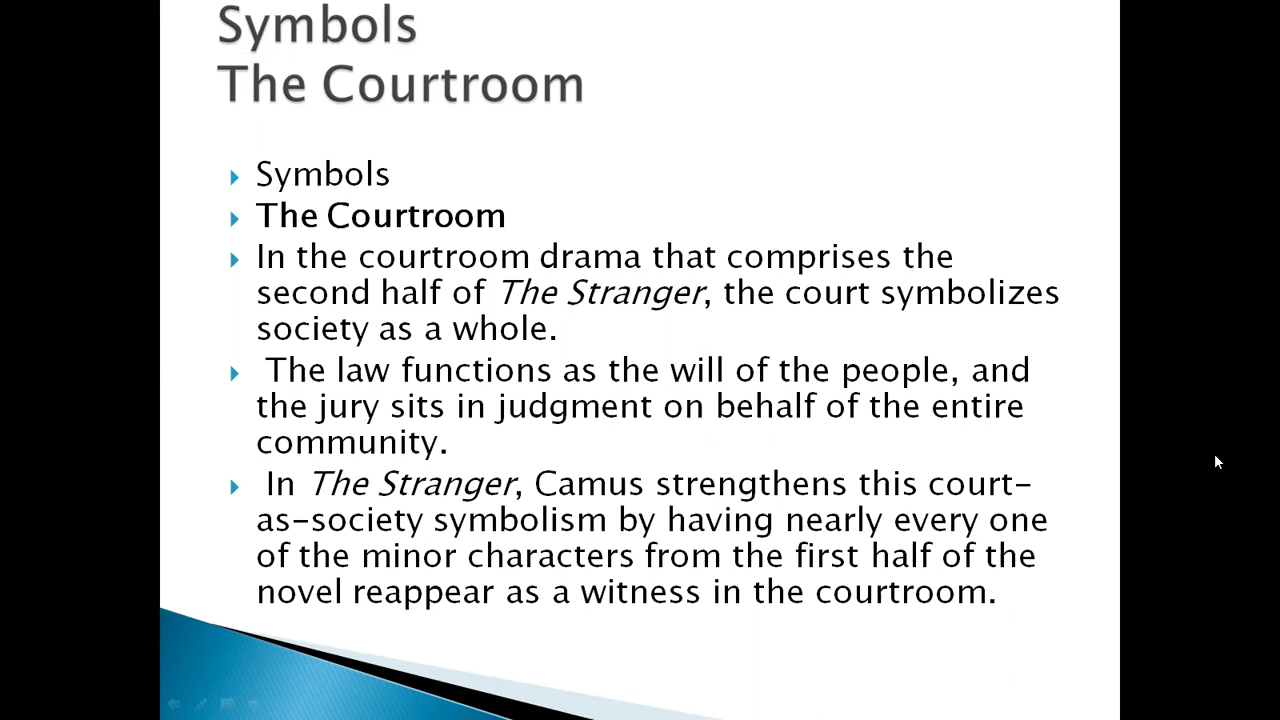 Symbols
The Courtroom
Symbols
The Courtroom
In the courtroom drama that comprises the
second half of The Stranger, the court symbolizes
society as a whole.
The law functions as the will of the people, and
the jury sits in judgment on behalf of the entire
community.
In The Stranger, Camus strengthens this court-
as-society symbolism by having nearly every one
of the minor characters from the first half of the
novel reappear as a witness in the courtroom.